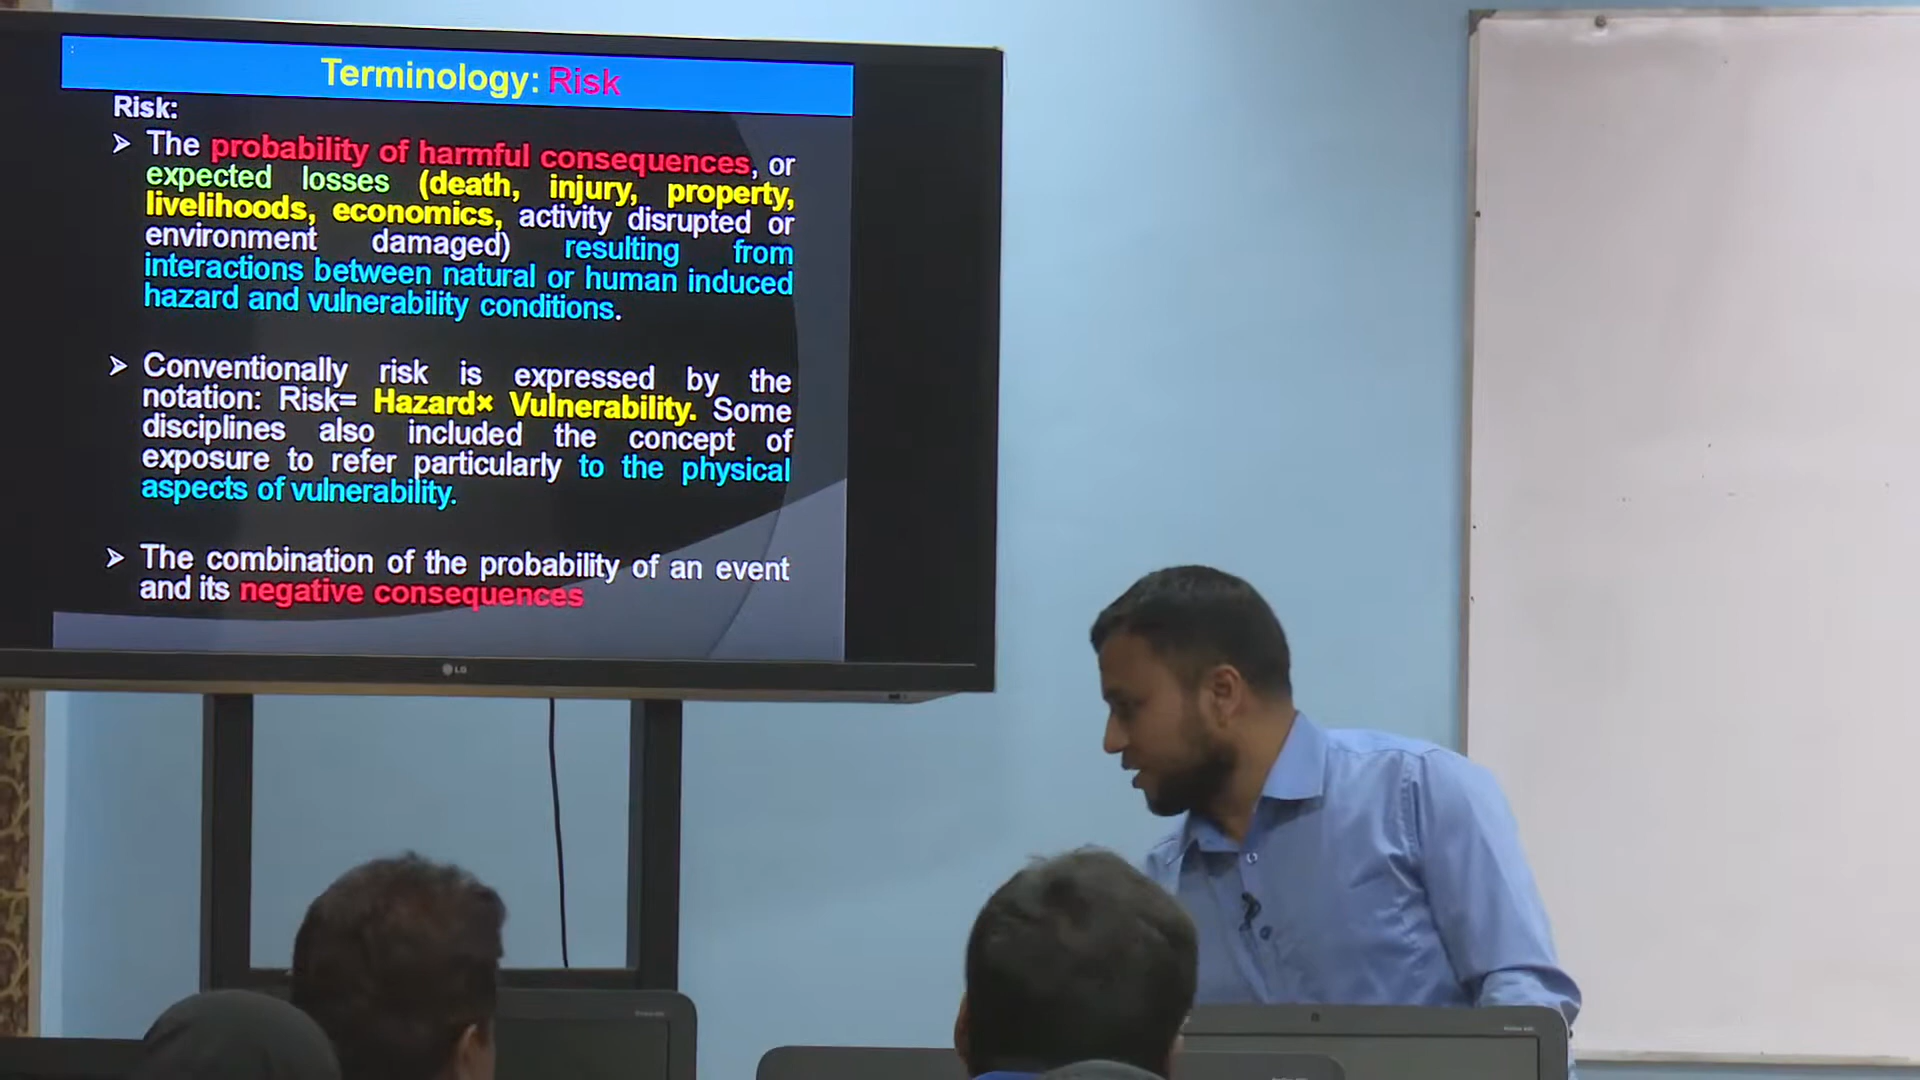 Terminology: Risk
Risk:
➢ The probability of harmful consequences, or
expected losses (death, injury, property,
livelihoods, economics, activity disrupted or
environment damaged) resulting from
interactions between natural or human induced
hazard and vulnerability conditions.
➢ Conventionally risk is expressed by the
notation: Risk= Hazard× Vulnerability. Some
disciplines also included the concept of
exposure to refer particularly to the physical
aspects of vulnerability.
➢ The combination of the probability of an event
and its negative consequences
LG